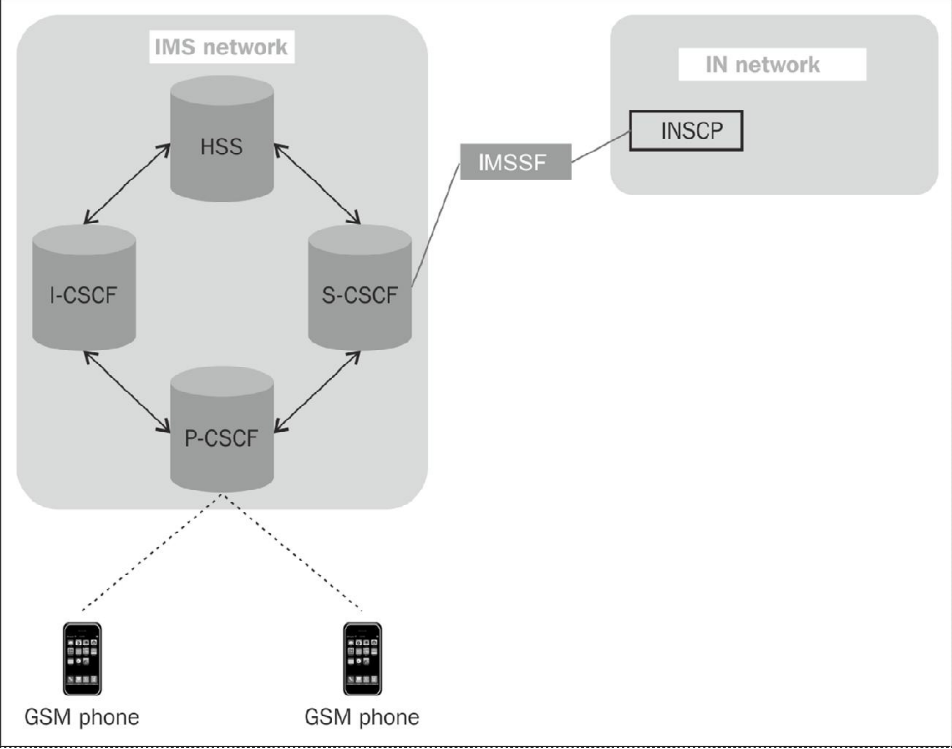 IMS network
IN network
HSS
INSCP
IMSSF
I-CSCF
S-CSCF
P-CSCF
GSM phone
GSM phone